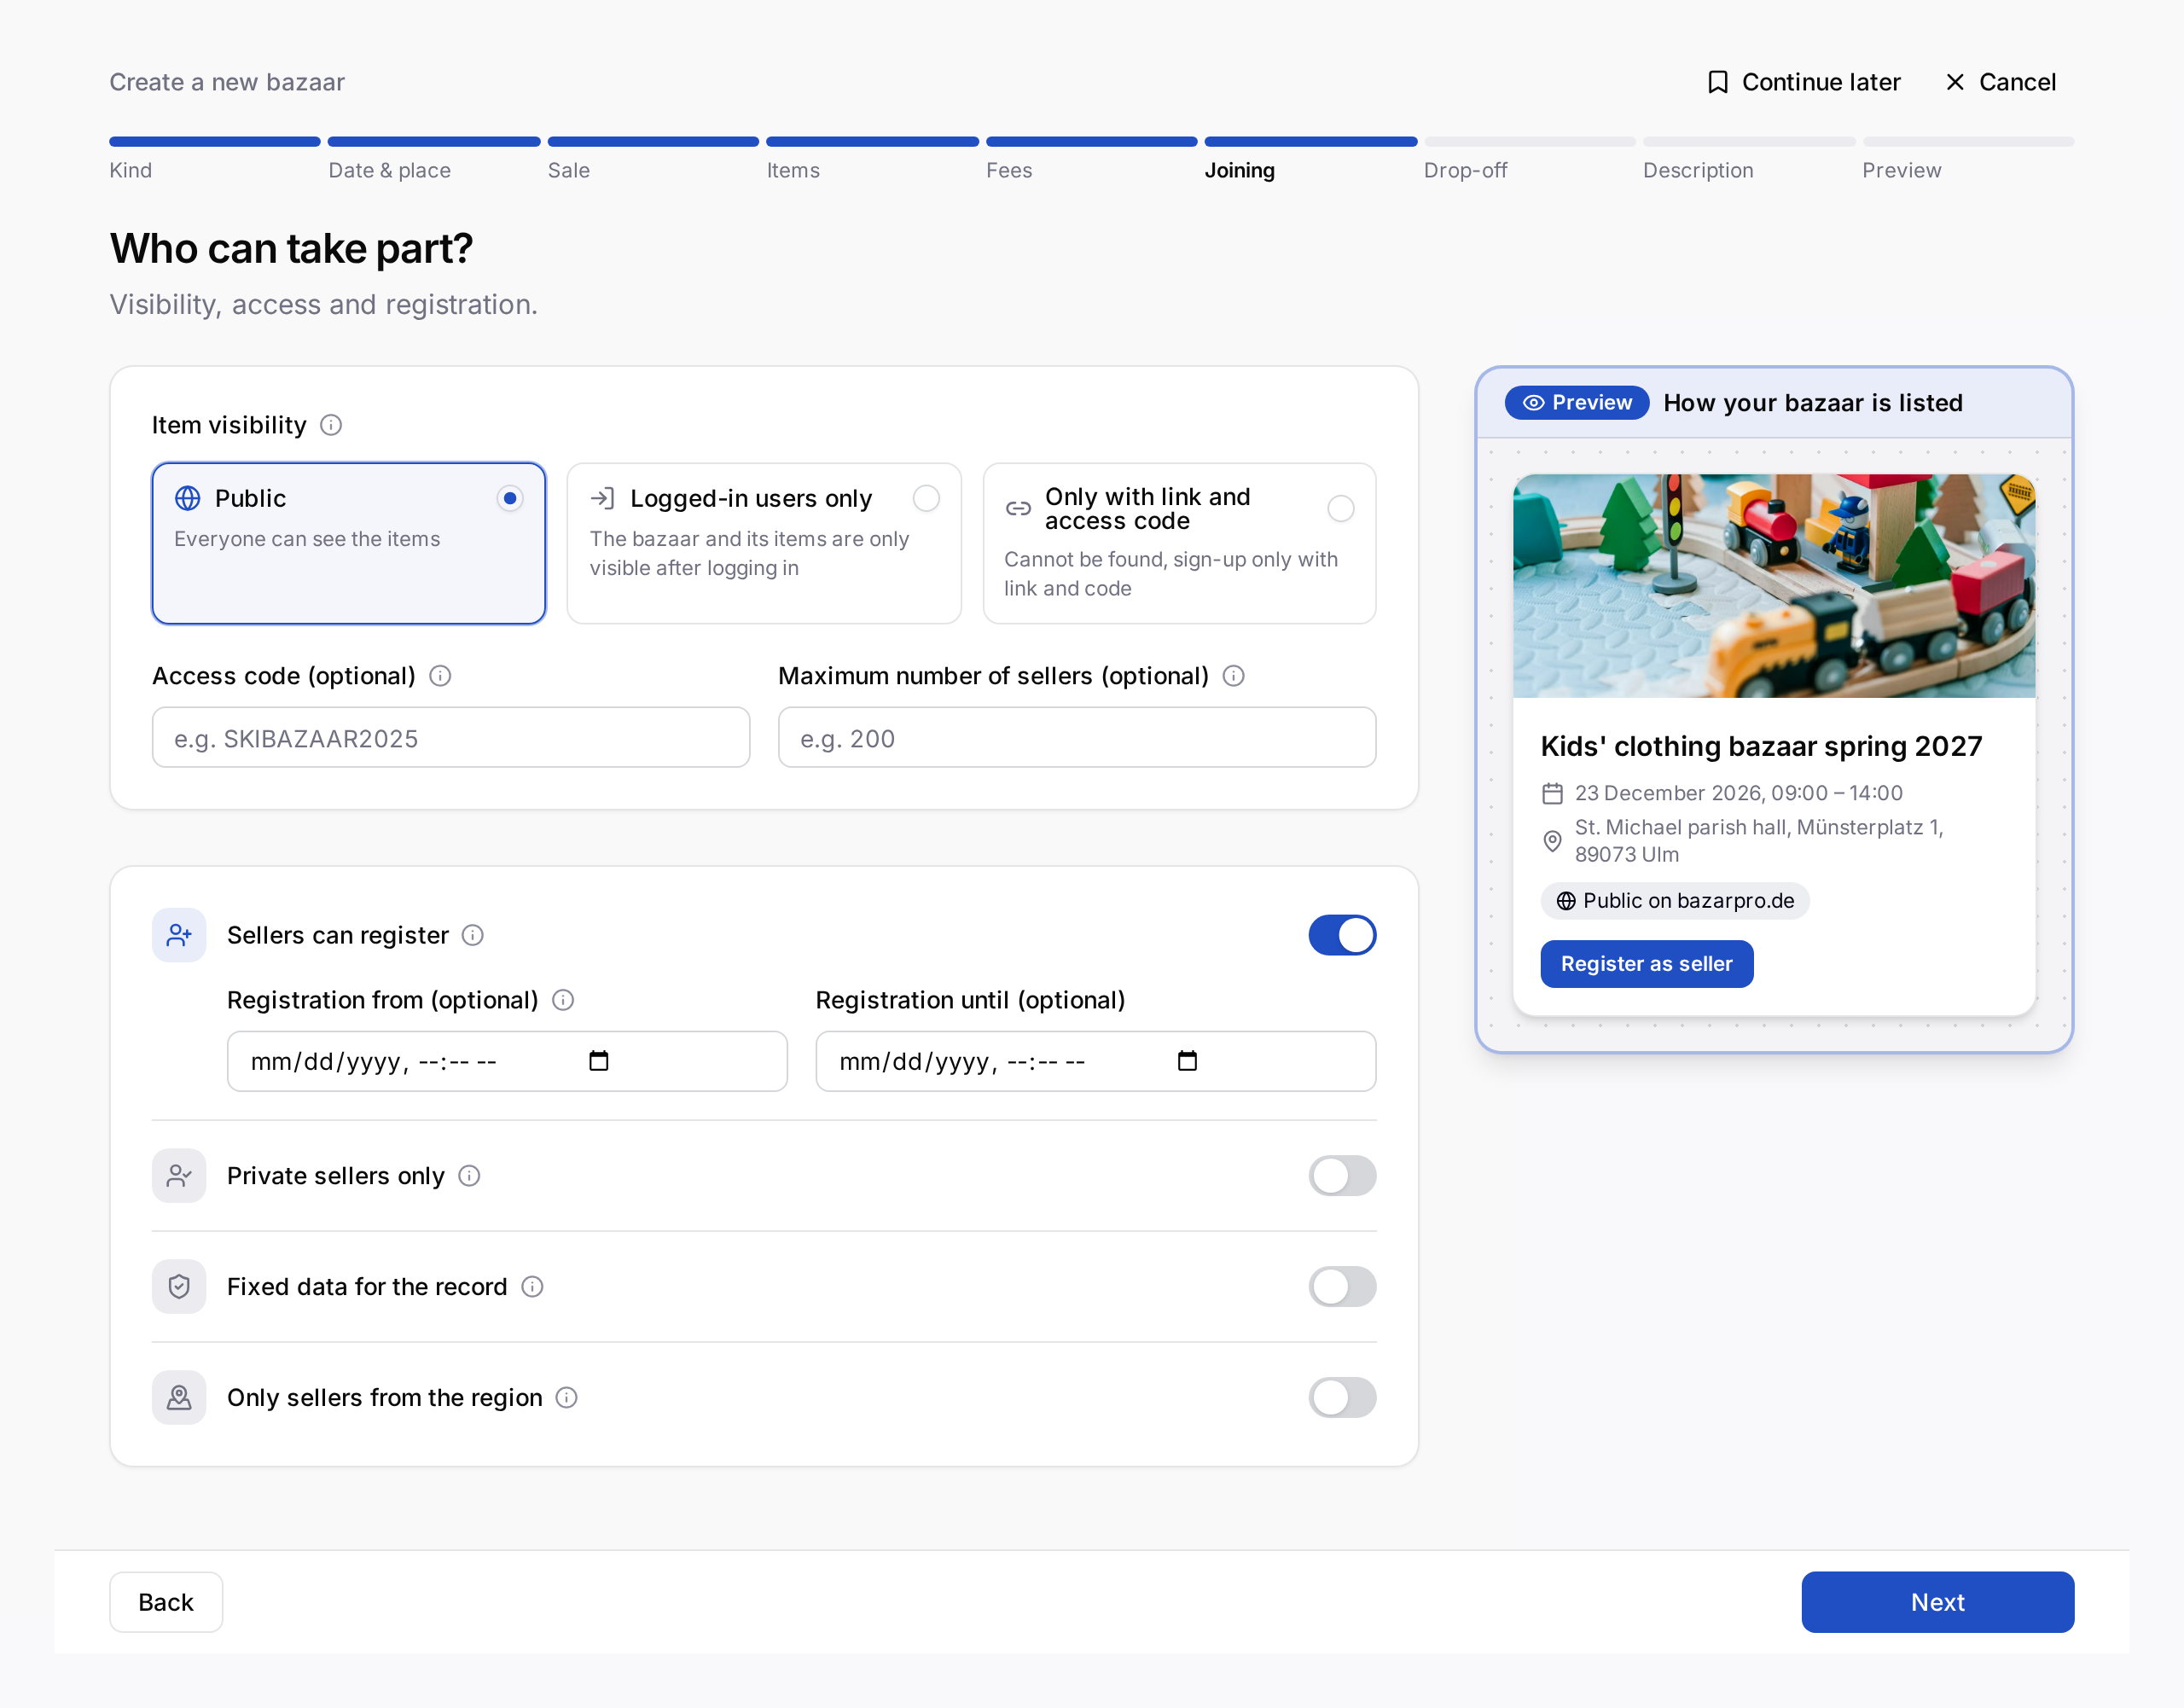 Create a new bazaar
Continue later
Cancel
Kind
Date & place
Sale
Items
Fees
Joining
Drop-off
Description
Preview
Who can take part?
Visibility, access and registration.
Item visibility
Public
Everyone can see the items
Logged-in users only
The bazaar and its items are only
visible after logging in
Only with link and
access code
Cannot be found, sign-up only with
link and code
Access code (optional)
e.g. SKIBAZAAR2025
Maximum number of sellers (optional)
e.g. 200
Sellers can register
Registration from (optional)
mm/dd/yyyy, --:-- --
Registration until (optional)
mm/dd/yyyy, --:-- --
Private sellers only
Fixed data for the record
Only sellers from the region
Preview
How your bazaar is listed
Kids' clothing bazaar spring 2027
23 December 2026, 09:00 – 14:00
St. Michael parish hall, Münsterplatz 1,
89073 Ulm
Public on bazarpro.de
Register as seller
Back
Next